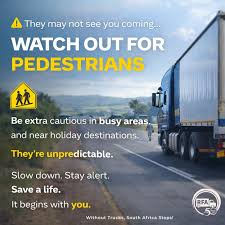 They may not see you coming...
WATCH OUT FOR
PEDESTRIANS
Be extra cautious in busy areas
and near holiday destinations.
They're unpredictable.
Slow down. Stay alert.
Save a life.
It begins with you.
RFA
Without Trucks, South Africa Stops!